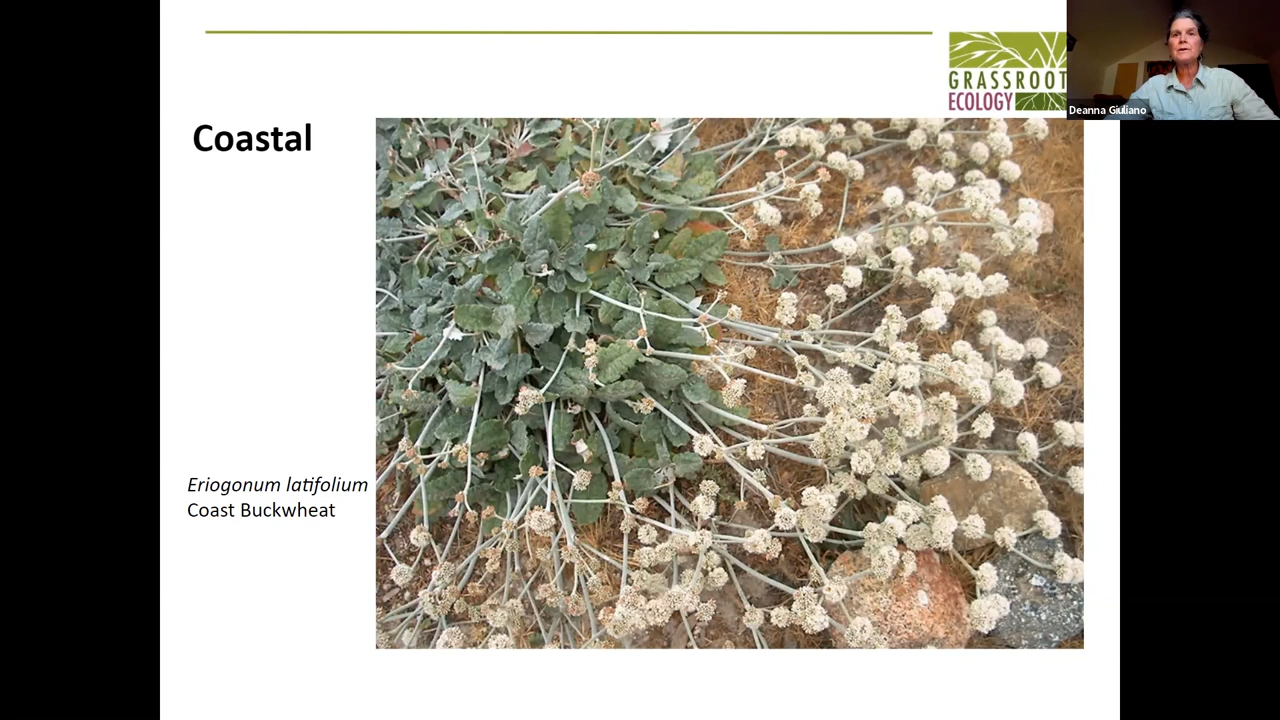 GRASSROOT
ECOLOGY
Deanna Giuliano
Coastal
Eriogonum latifolium
Coast Buckwheat